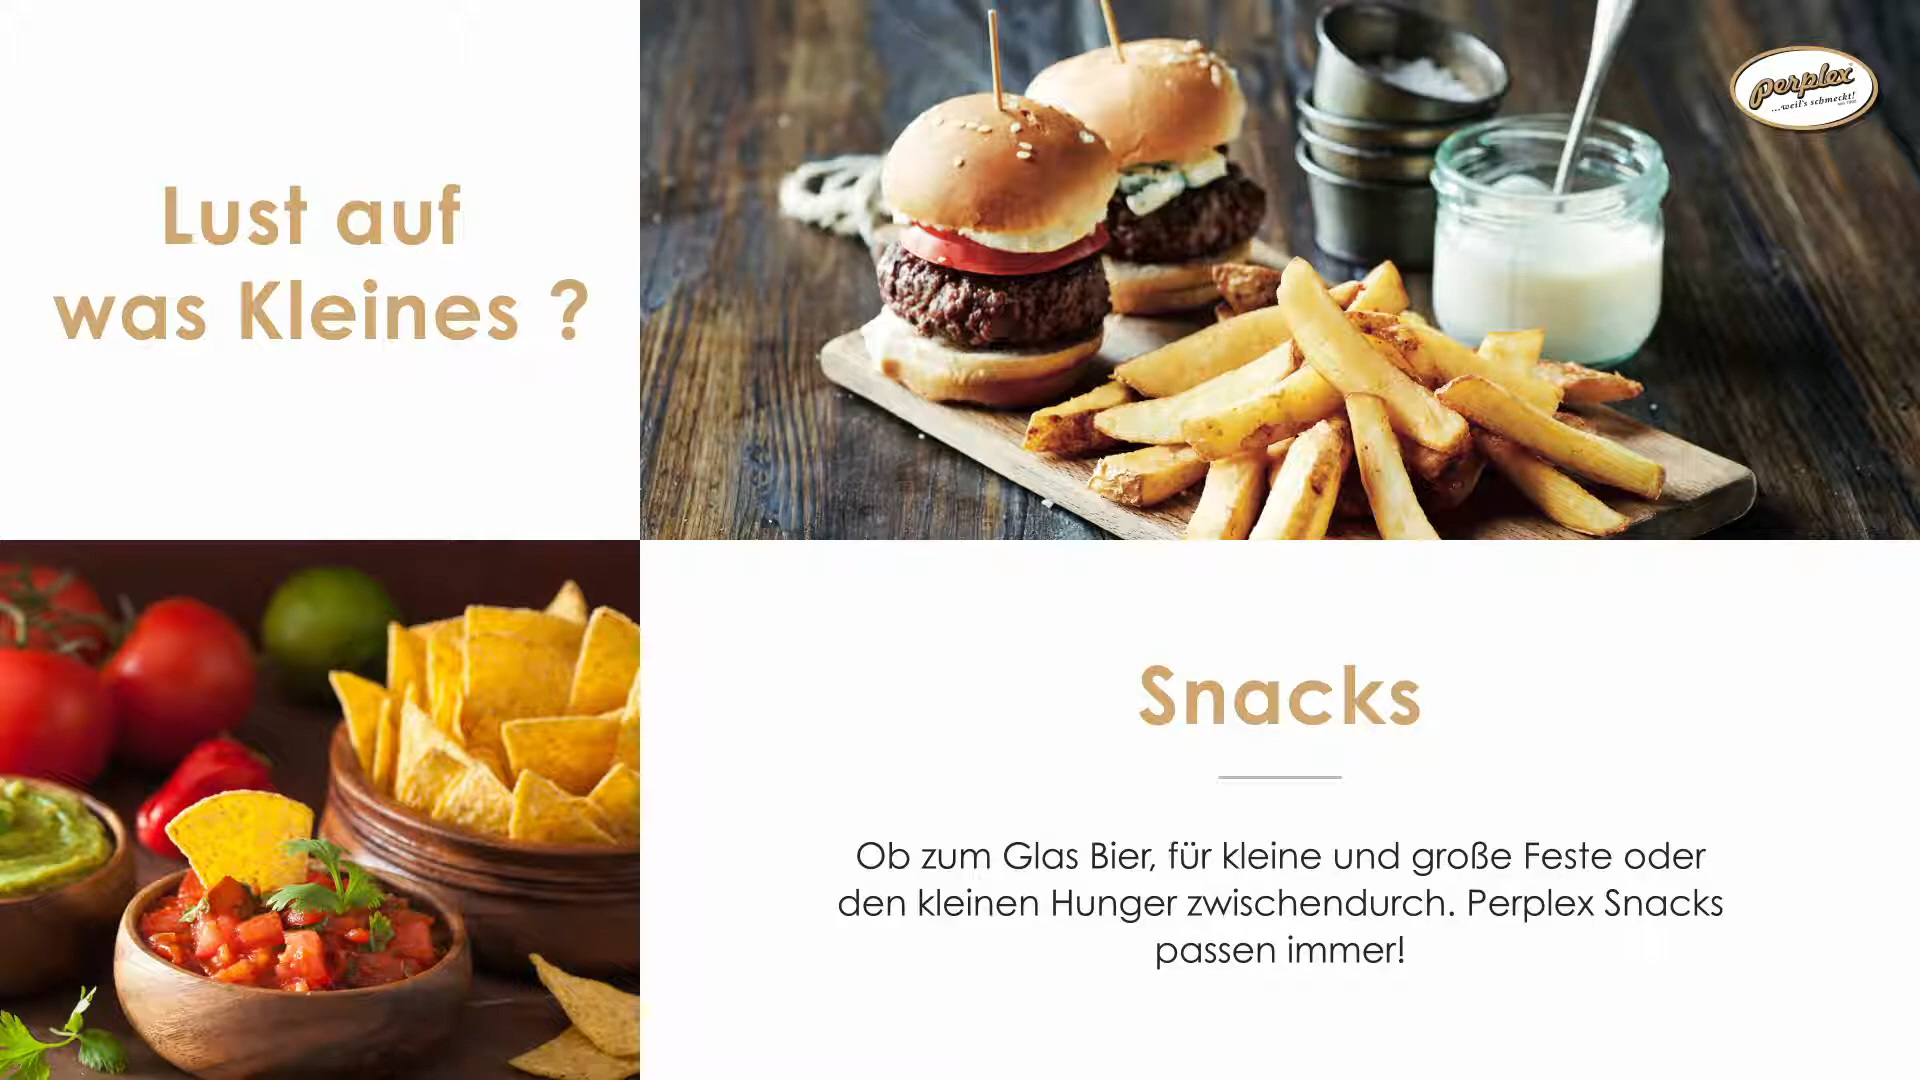 Lust auf
was Kleines ?
perplex
...weil's schmeckt!
Snacks
Ob zum Glas Bier, für kleine und große Feste oder
den kleinen Hunger zwischendurch. Perplex Snacks
passen immer!